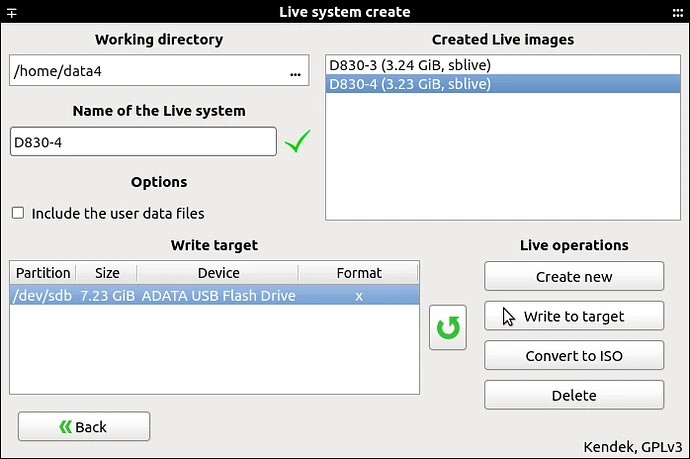 Live system create
Working directory
/home/data4 ...
Name of the Live system
D830-4
Options
Include the user data files
Created Live images
D830-3 (3.24 GiB, sblive)
D830-4 (3.23 GiB, sblive)
Write target
Partition Size Device Format
/dev/sdb 7.23 GiB ADATA USB Flash Drive x
Live operations
Create new
Write to target
Convert to ISO
Delete
Back
Kendek, GPLv3